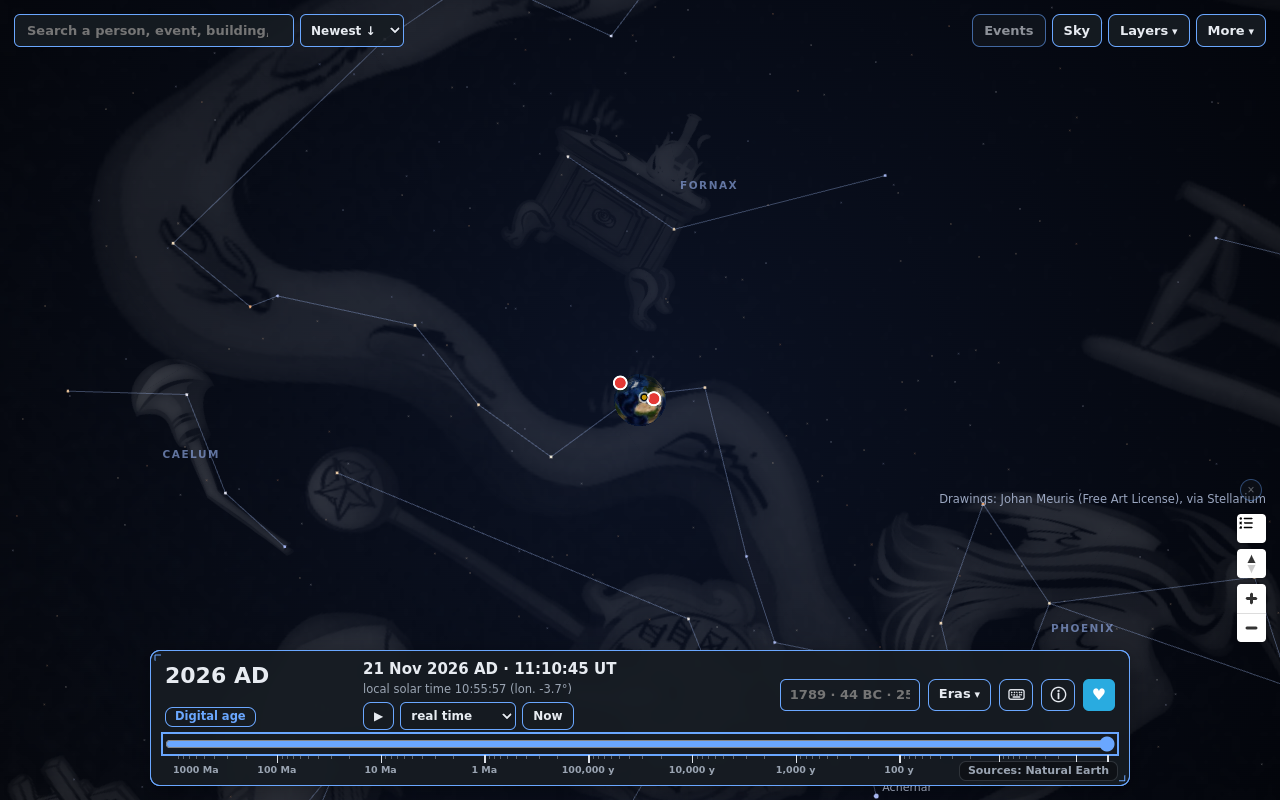 Search a person, event, building,
Newest ↓
Events
Sky
Layers ▾
More ▾
FORNAX
CAELUM
Drawings: Johan Meuris (Free Art License), via Stellarium
PHOENIX
2026 AD
21 Nov 2026 AD · 11:10:45 UT
local solar time 10:55:57 (lon. -3.7°)
1789 · 44 BC · 25
Eras ▾
Digital age
real time
Now
1000 Ma
100 Ma
10 Ma
1 Ma
100,000 y
10,000 y
1,000 y
100 y
Sources: Natural Earth
Achernar